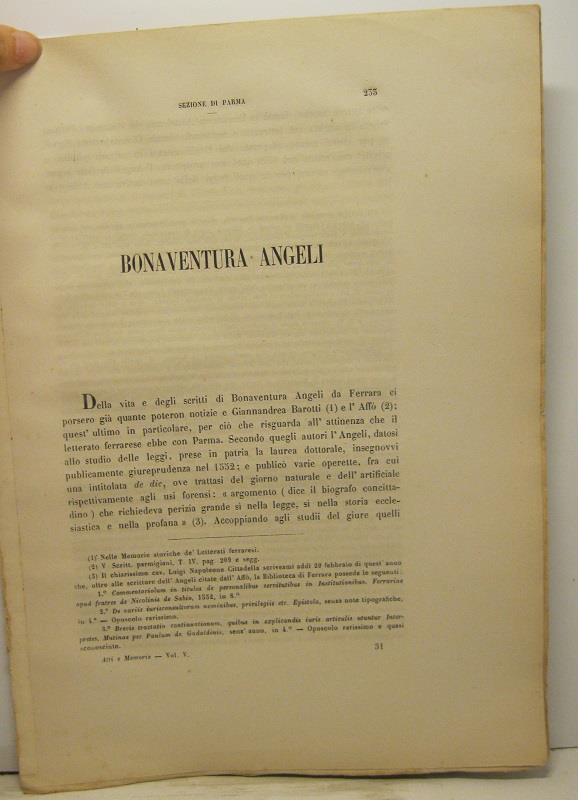 SEZIONE DI PARMA
233
BONAVENTURA ANGELI
Della vita e degli scritti di Bonaventura Angeli da Ferrara ci
porsero già quante poteron notizie e Giannandrea Barotti (1) e l' Affò (2);
quest' ultimo in particolare, per ciò che risguarda all' attinenza che il
letterato ferrarese ebbe con Parma. Secondo quegli autori l' Angeli, datosi
allo studio delle leggi, prese in patria la laurea dottorale, insegnovvi
publicamente giureprudenza nel 1552; e publicò varie operette, fra cui
una intitolata de die, ove trattasi del giorno naturale e dell' artificiale
rispettivamente agli usi forensi: « argomento (dice il biografo concitta-
dino) che richiedeva perizia grande sì nella legge, sì nella storia eccle-
siastica e nella profana » (3). Accoppiando agli studii del giure quelli
(1) Nelle Memorie storiche de' Letterati ferraresi.
(2) V Scritt. parmigiani, T. IV. pag. 209 e segg.
(3) Il chiarissimo cav. Luigi Napoleone Cittadella scriveami addì 20 febbraio di quest' anno
che, oltre alle scritture dell' Angeli citate dall' Affò, la Biblioteca di Ferrara possede le seguenti:
1.° Commentariolum in titulos de personalibus servitutibus in Institutionibus. Ferrariae
apud fratres de Nicolinis de Sabio, 1552, in 8.°
2.° De variis iurisconsultorum nominibus, privilegiis etc. Epistola, senza note tipografiche,
in 4.° — Opuscolo rarissimo.
3.° Brevis tractatio continuationum, quibus in explicandis iuris articulis utuntur Inter-
pretes. Mutinae per Paulum de Gadaldinis, senz' anno, in 4.° — Opuscolo rarissimo e quasi
sconosciuto.
Atti e Memorie — Vol. V.
31